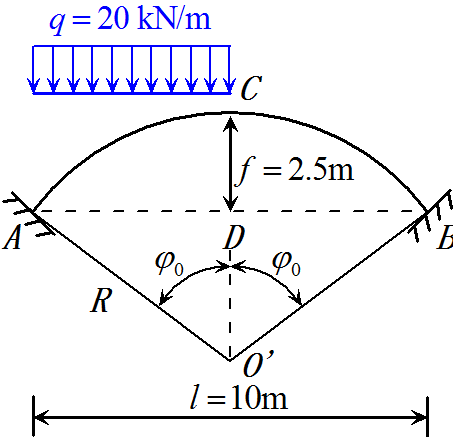 q = 20 kN/m
C
f = 2.5m
A
D
B
φ₀
φ₀
R
O'
l = 10m